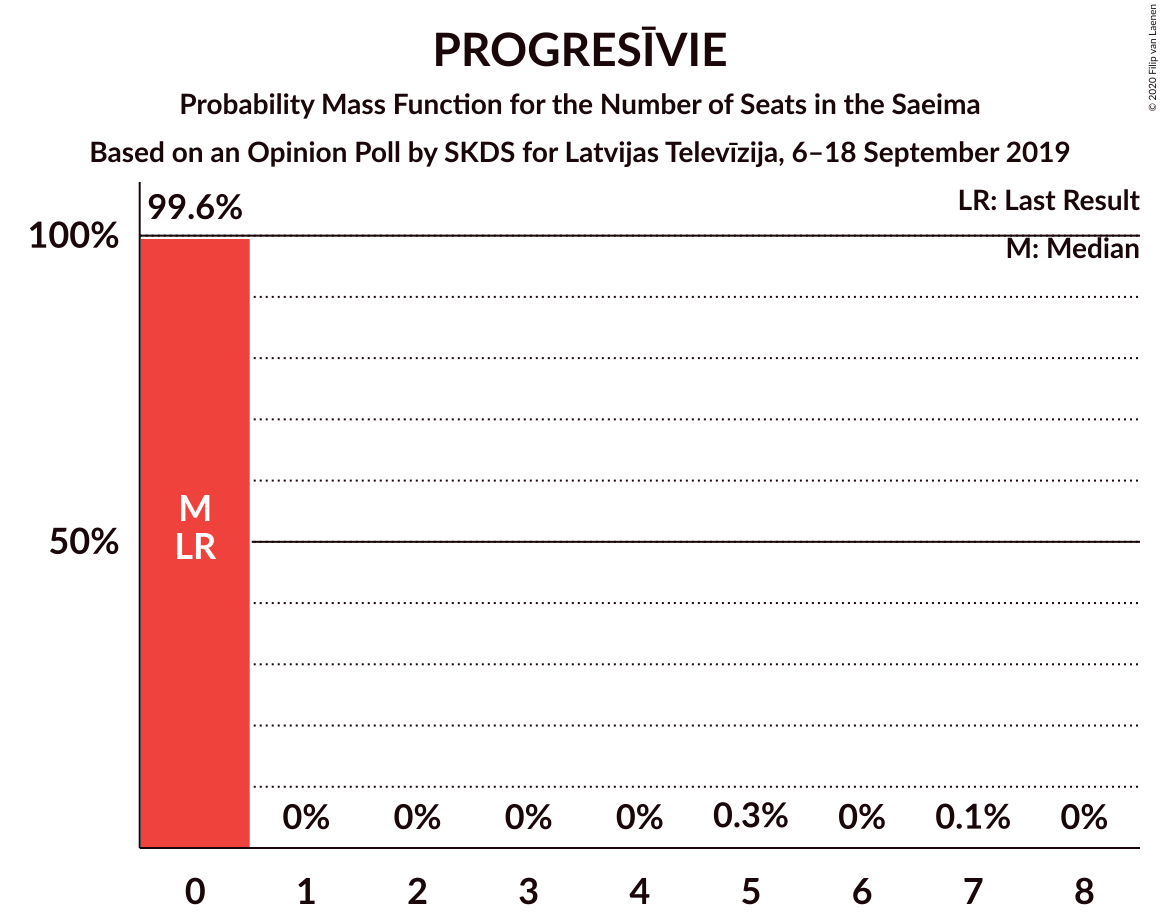 PROGRESĪVIE
Probability Mass Function for the Number of Seats in the Saeima
Based on an Opinion Poll by SKDS for Latvijas Televīzija, 6–18 September 2019
© 2020 Filip van Laenen
LR: Last Result
M: Median
99.6%
100%
50%
M
LR
0% 0% 0% 0% 0.3% 0% 0.1% 0%
0 1 2 3 4 5 6 7 8